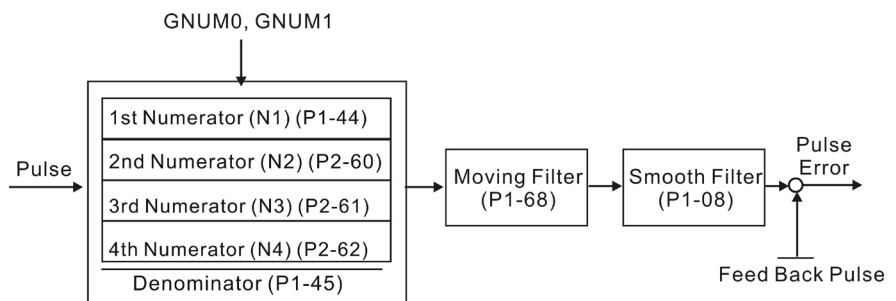 GNUM0, GNUM1
Pulse
1st Numerator (N1) (P1-44)
2nd Numerator (N2) (P2-60)
3rd Numerator (N3) (P2-61)
4th Numerator (N4) (P2-62)
Denominator (P1-45)
Moving Filter
(P1-68)
Smooth Filter
(P1-08)
Pulse
Error
Feed Back Pulse